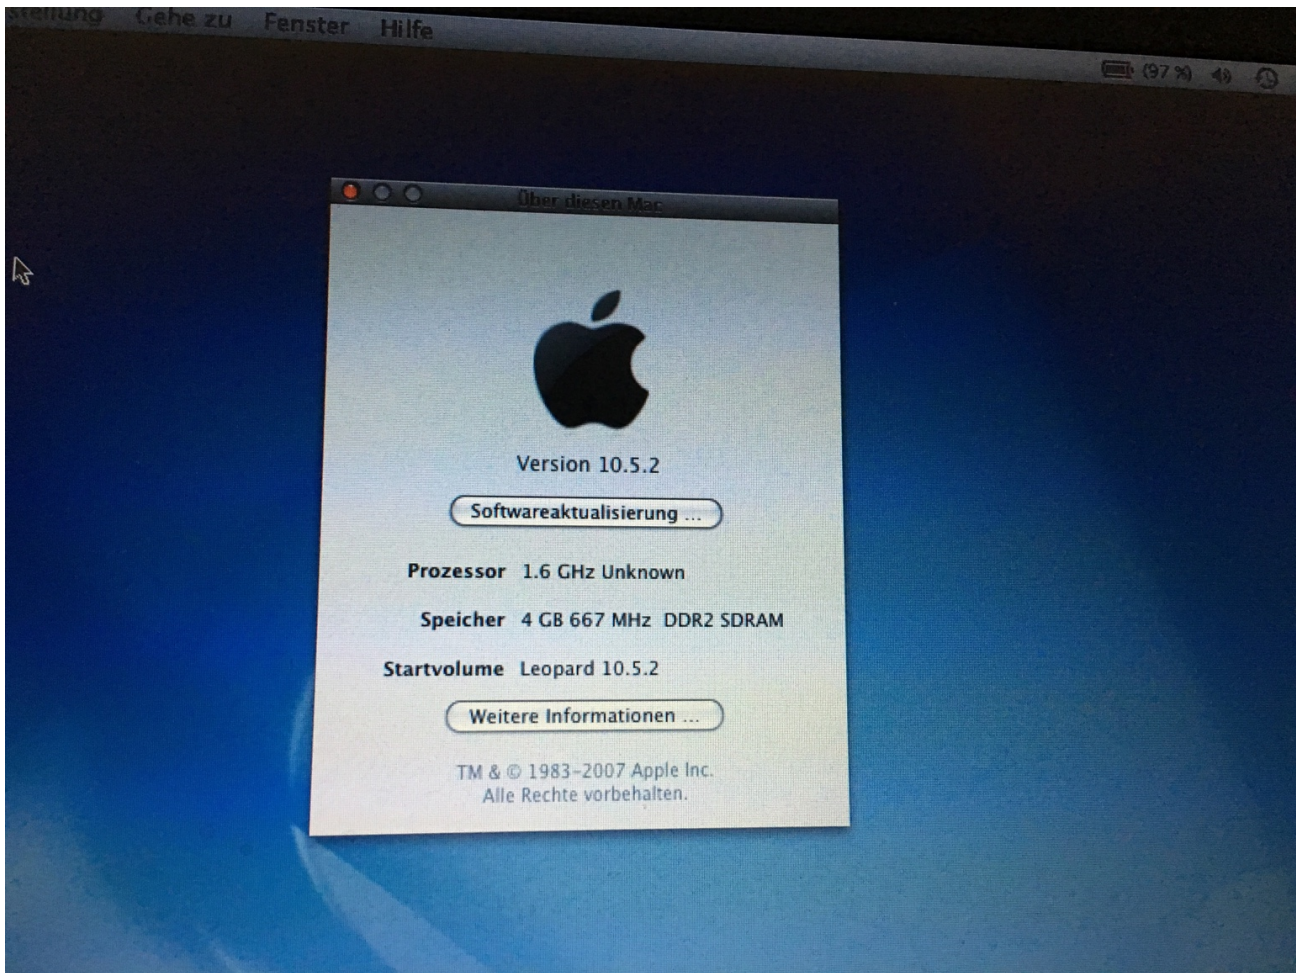 stellung Gehe zu Fenster Hilfe
(97 %)
Über diesen Mac
Version 10.5.2
Softwareaktualisierung ...
Prozessor 1.6 GHz Unknown
Speicher 4 GB 667 MHz DDR2 SDRAM
Startvolume Leopard 10.5.2
Weitere Informationen ...
TM & © 1983–2007 Apple Inc.
Alle Rechte vorbehalten.